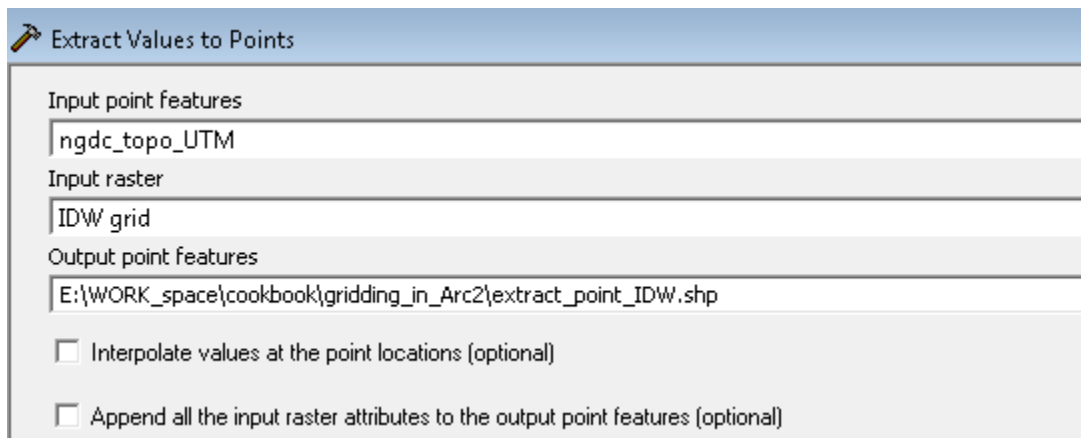 Extract Values to Points
Input point features
ngdc_topo_UTM
Input raster
IDW grid
Output point features
E:\WORK_space\cookbook\gridding_in_Arc2\extract_point_IDW.shp
Interpolate values at the point locations (optional)
Append all the input raster attributes to the output point features (optional)